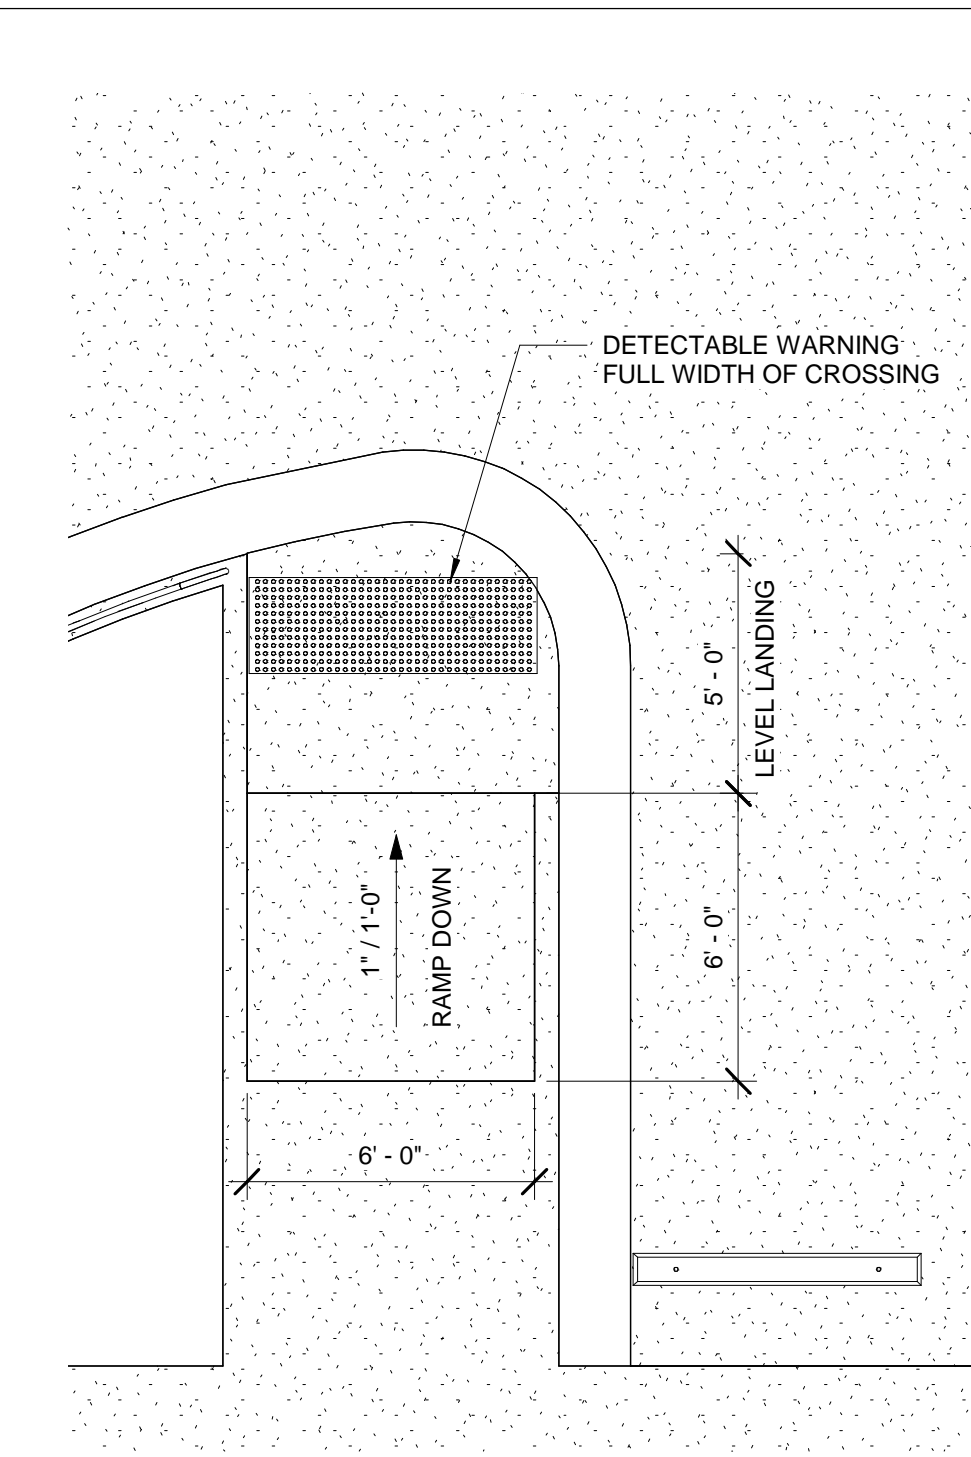 DETECTABLE WARNING
FULL WIDTH OF CROSSING
5' - 0"
LEVEL LANDING
1" / 1'-0"
RAMP DOWN
6' - 0"
6' - 0"